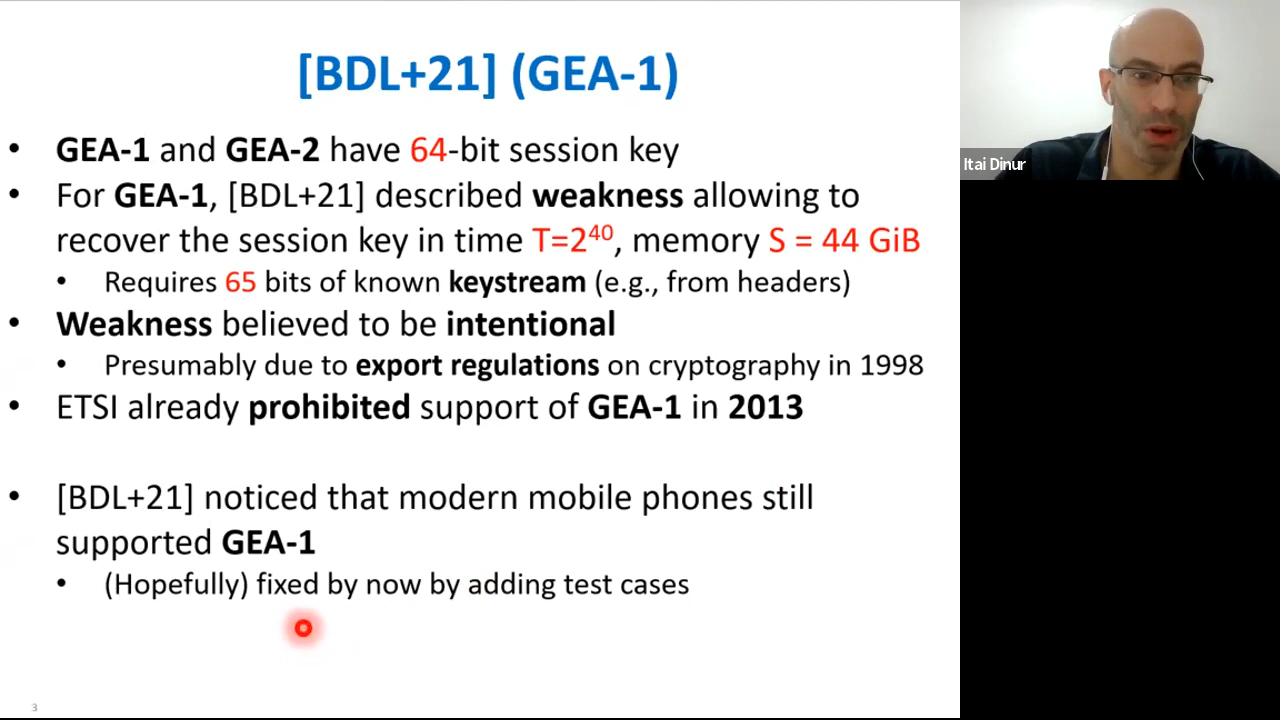 [BDL+21] (GEA-1)
• GEA-1 and GEA-2 have 64-bit session key
• For GEA-1, [BDL+21] described weakness allowing to
recover the session key in time T=2⁴⁰, memory S = 44 GiB
• Requires 65 bits of known keystream (e.g., from headers)
• Weakness believed to be intentional
• Presumably due to export regulations on cryptography in 1998
• ETSI already prohibited support of GEA-1 in 2013
• [BDL+21] noticed that modern mobile phones still
supported GEA-1
• (Hopefully) fixed by now by adding test cases
3
Itai Dinur